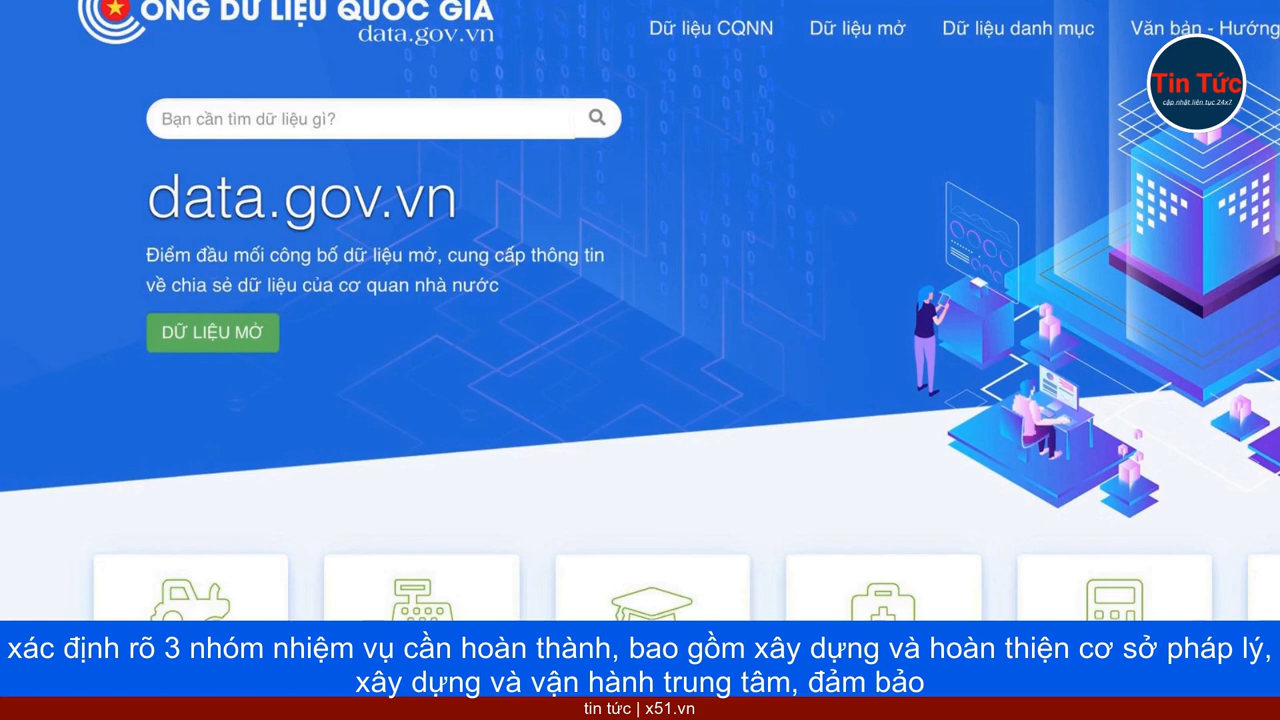 ỔNG DỮ LIỆU QUỐC GIA
data.gov.vn
Dữ liệu CQNN Dữ liệu mở Dữ liệu danh mục Văn bản - Hướng
Tin Tức
cập nhật liên tục 24x7
Bạn cần tìm dữ liệu gì?
data.gov.vn
Điểm đầu mối công bố dữ liệu mở, cung cấp thông tin
về chia sẻ dữ liệu của cơ quan nhà nước
DỮ LIỆU MỞ
xác định rõ 3 nhóm nhiệm vụ cần hoàn thành, bao gồm xây dựng và hoàn thiện cơ sở pháp lý,
xây dựng và vận hành trung tâm, đảm bảo
tin tức | x51.vn